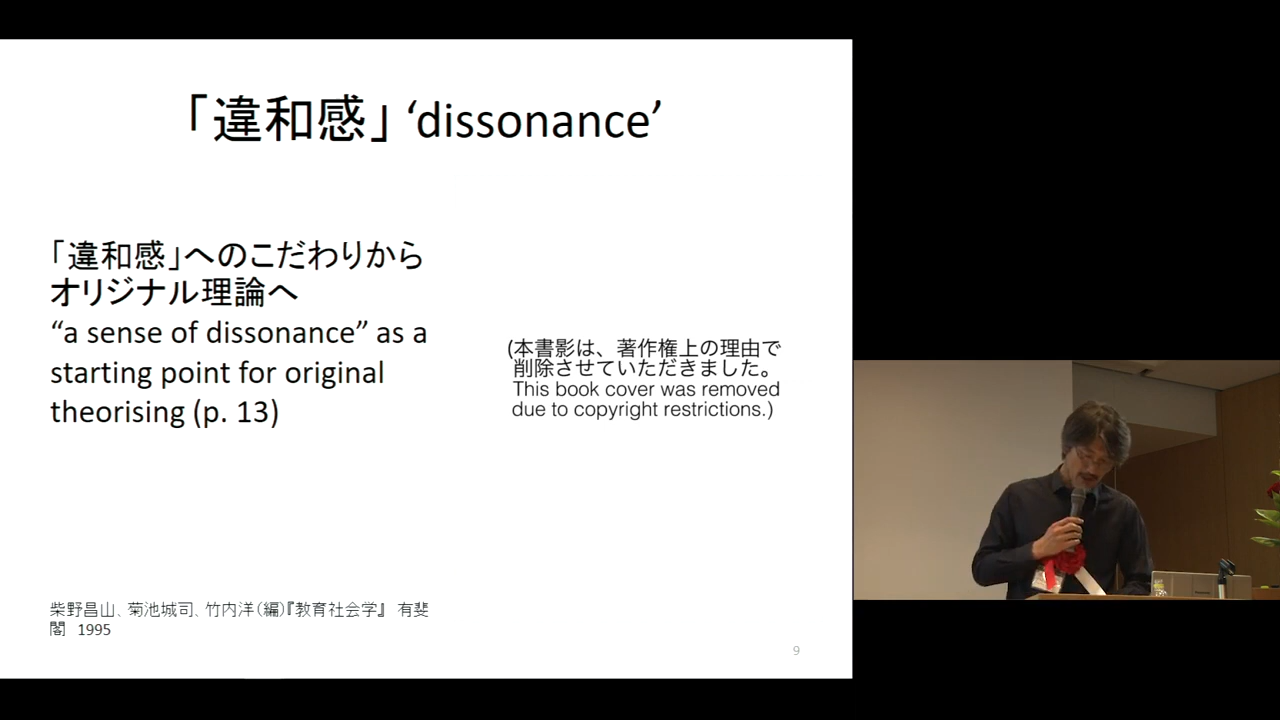 「違和感」 ‘dissonance’
「違和感」へのこだわりから
オリジナル理論へ
“a sense of dissonance” as a
starting point for original
theorising (p. 13)
(本書影は、著作権上の理由で
削除させていただきました。
This book cover was removed
due to copyright restrictions.)
柴野昌山、菊池城司、竹内洋(編)『教育社会学』 有斐
閣 1995
9